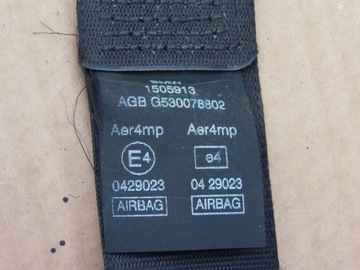 1505913
AGB G530078802
Aer4mp Aer4mp
E4 e4
0429023 04 29023
AIRBAG AIRBAG